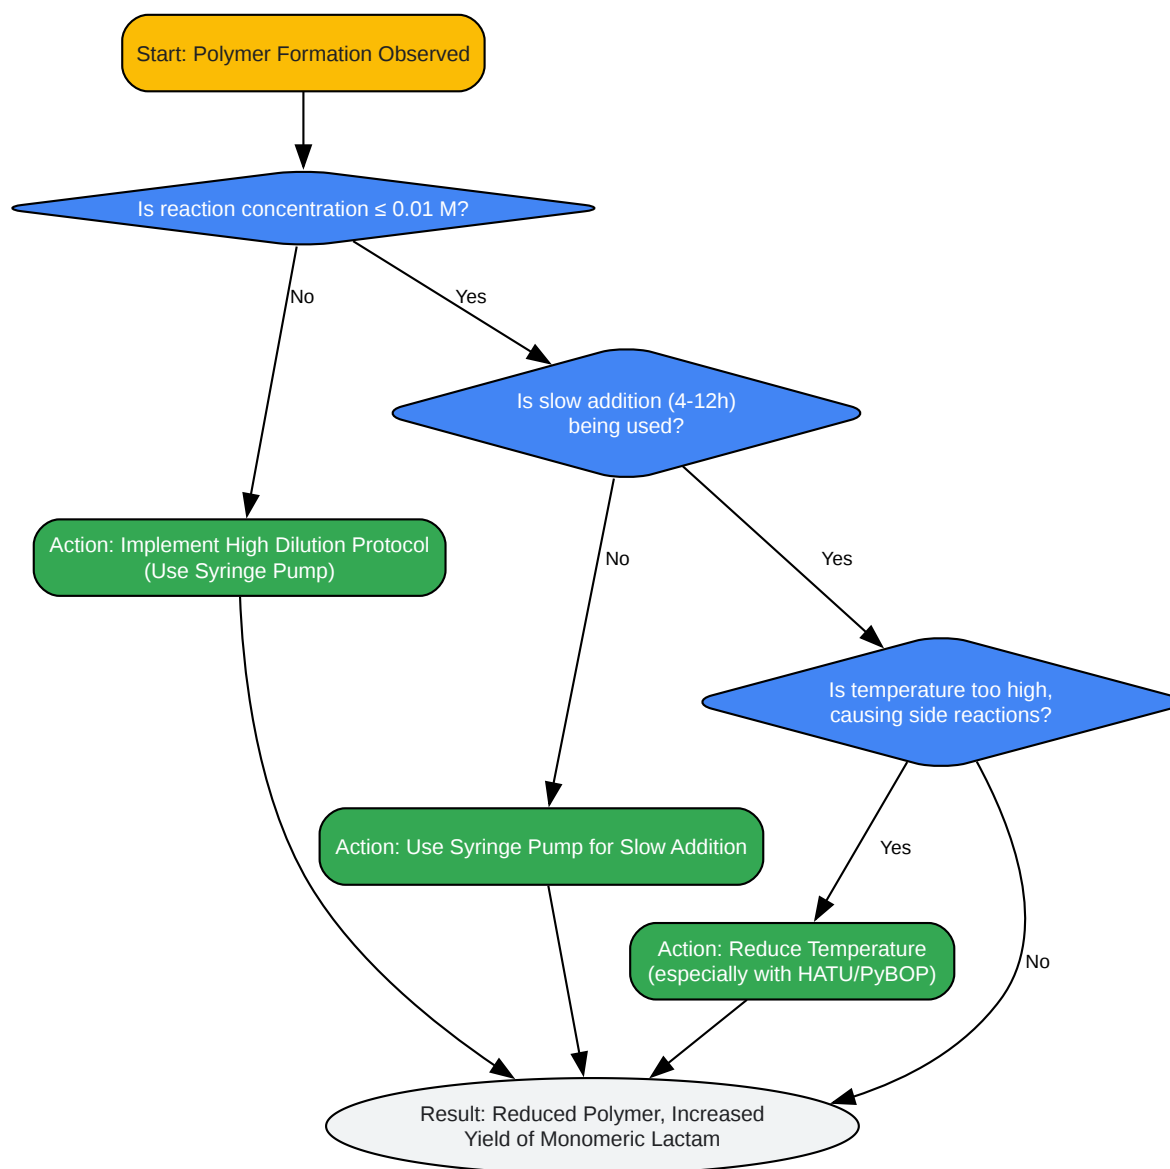 Start: Polymer Formation Observed
Is reaction concentration ≤ 0.01 M?
No
Yes
Is slow addition (4-12h)
being used?
Action: Implement High Dilution Protocol
(Use Syringe Pump)
No
Yes
Is temperature too high,
causing side reactions?
Action: Use Syringe Pump for Slow Addition
Yes
Action: Reduce Temperature
(especially with HATU/PyBOP)
No
Result: Reduced Polymer, Increased
Yield of Monomeric Lactam